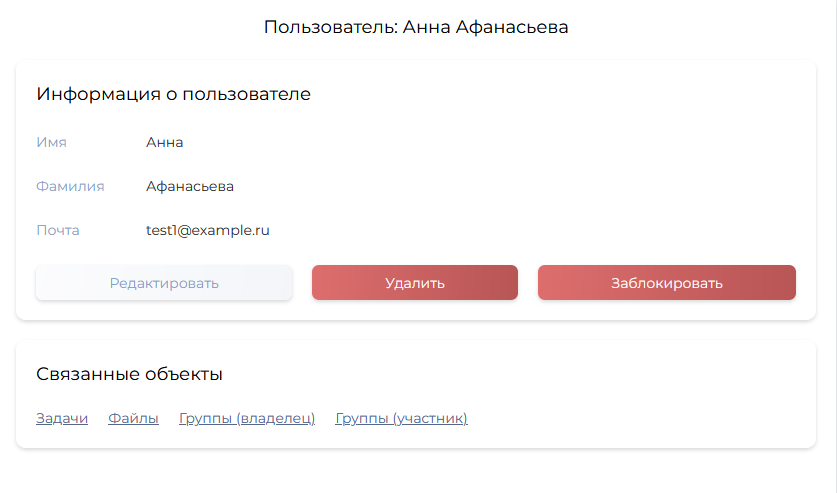 Пользователь: Анна Афанасьева
Информация о пользователе
Имя Анна
Фамилия Афанасьева
Почта test1@example.ru
Редактировать Удалить Заблокировать
Связанные объекты
Задачи Файлы Группы (владелец) Группы (участник)